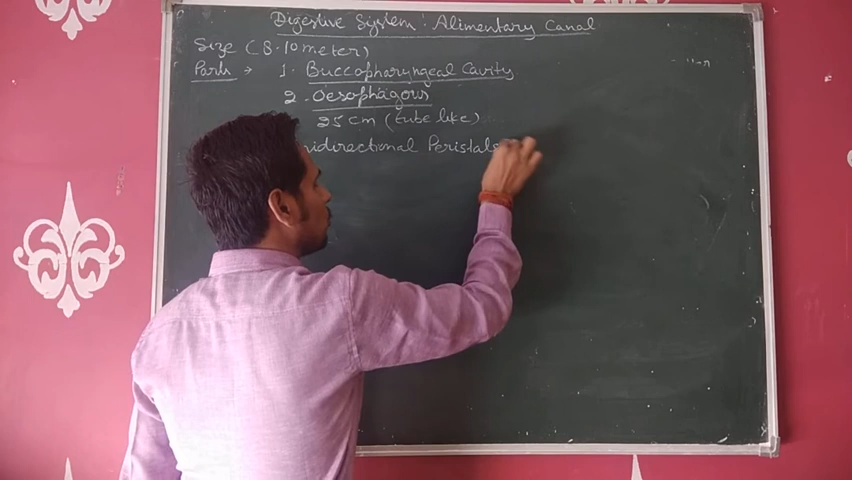 Digestive System: Alimentary Canal
Size (8-10 meter)
Parts → 1. Buccopharyngeal Cavity
2. Oesophagous
25 cm (tube like)
nidirectional Peristals